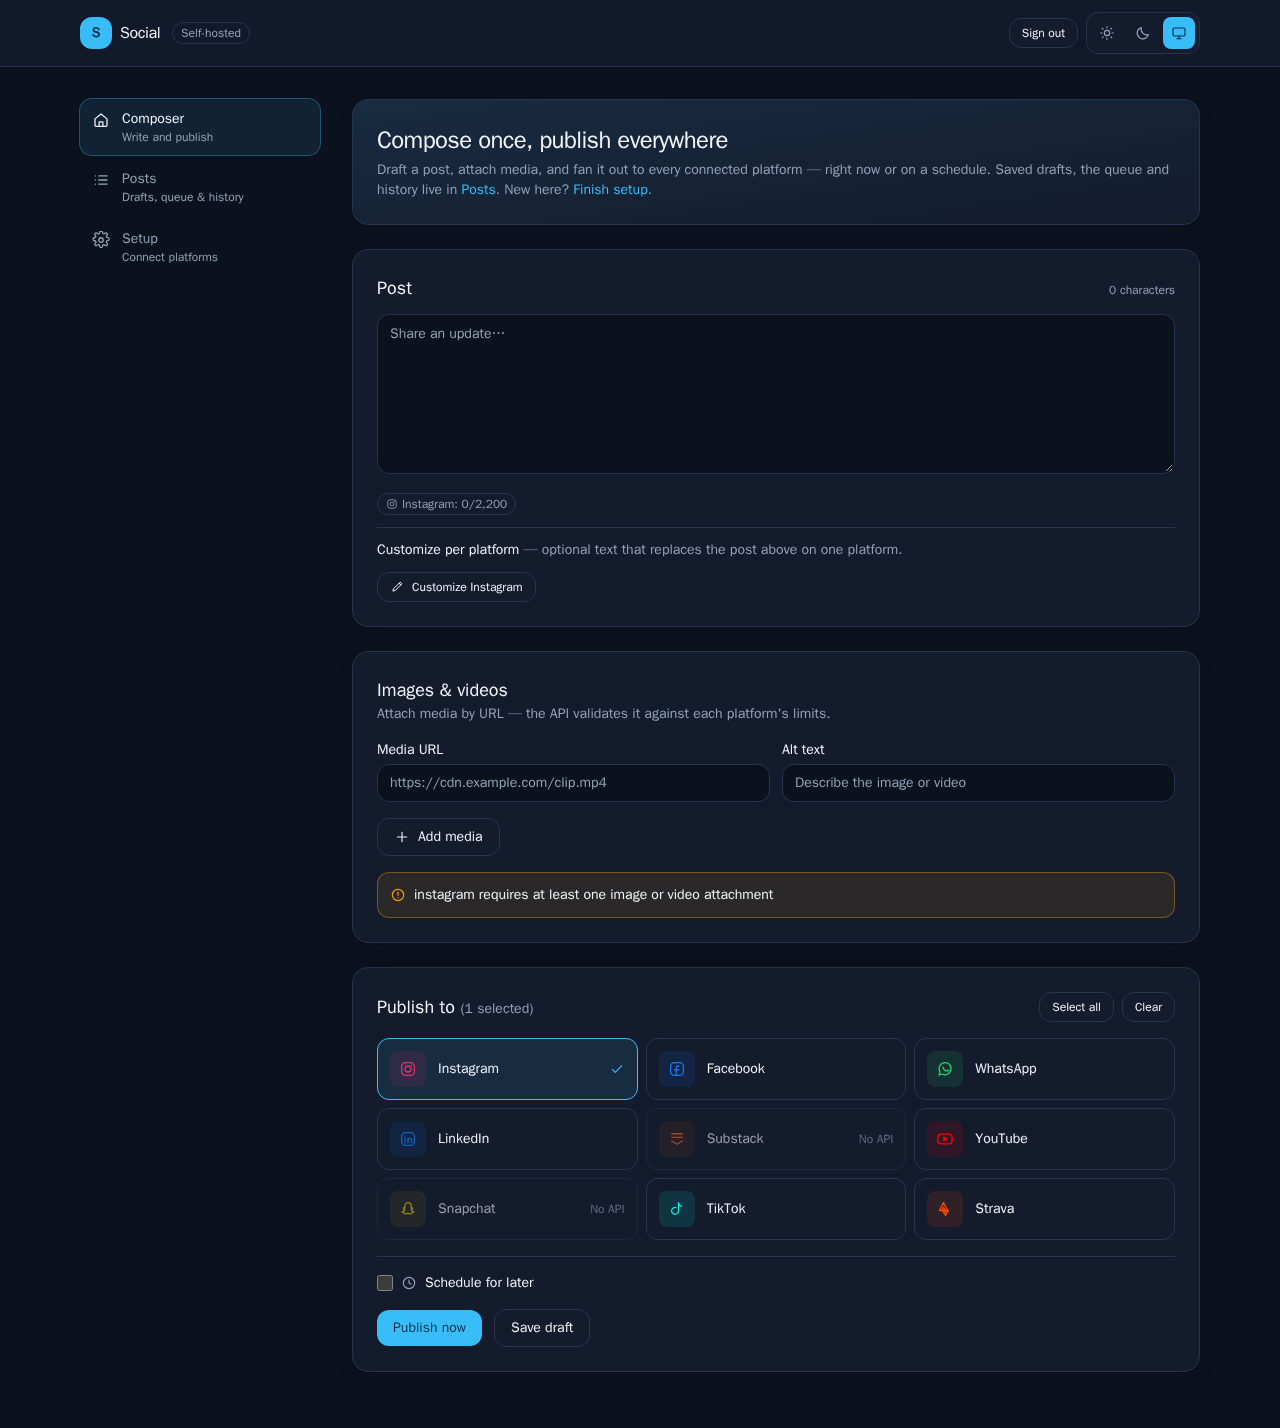 S Social Self-hosted Sign out
Composer
Write and publish
Posts
Drafts, queue & history
Setup
Connect platforms
Compose once, publish everywhere
Draft a post, attach media, and fan it out to every connected platform — right now or on a schedule. Saved drafts, the queue and
history live in Posts. New here? Finish setup.
Post 0 characters
Share an update…
Instagram: 0/2,200
Customize per platform — optional text that replaces the post above on one platform.
Customize Instagram
Images & videos
Attach media by URL — the API validates it against each platform's limits.
Media URL Alt text
https://cdn.example.com/clip.mp4 Describe the image or video
Add media
instagram requires at least one image or video attachment
Publish to (1 selected) Select all Clear
Instagram Facebook WhatsApp
LinkedIn Substack No API YouTube
Snapchat No API TikTok Strava
Schedule for later
Publish now Save draft